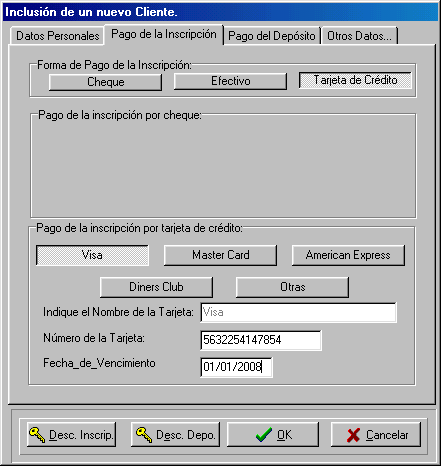 Inclusión de un nuevo Cliente.
Datos Personales Pago de la Inscripción Pago del Depósito Otros Datos...
Forma de Pago de la Inscripción:
Cheque Efectivo Tarjeta de Crédito
Pago de la inscripción por cheque:
Pago de la inscripción por tarjeta de crédito:
Visa Master Card American Express
Diners Club Otras
Indique el Nombre de la Tarjeta: Visa
Número de la Tarjeta: 5632254147854
Fecha_de_Vencimiento 01/01/2008
Desc. Inscrip. Desc. Depo. OK Cancelar